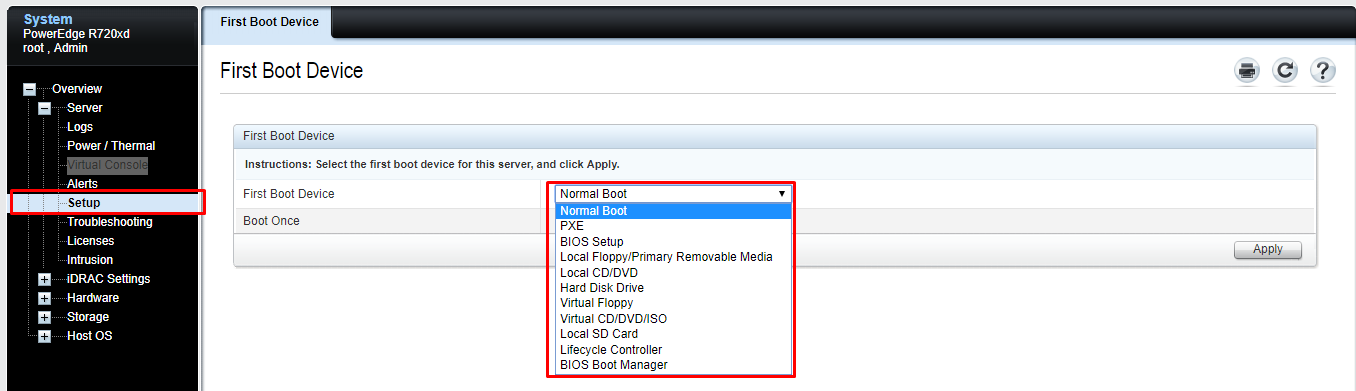 System
PowerEdge R720xd
root , Admin
Overview
Server
Logs
Power / Thermal
Virtual Console
Alerts
Setup
Troubleshooting
Licenses
Intrusion
iDRAC Settings
Hardware
Storage
Host OS
First Boot Device
First Boot Device
First Boot Device
Instructions: Select the first boot device for this server, and click Apply.
First Boot Device
Normal Boot
Boot Once
Normal Boot
PXE
BIOS Setup
Local Floppy/Primary Removable Media
Local CD/DVD
Hard Disk Drive
Virtual Floppy
Virtual CD/DVD/ISO
Local SD Card
Lifecycle Controller
BIOS Boot Manager
Apply